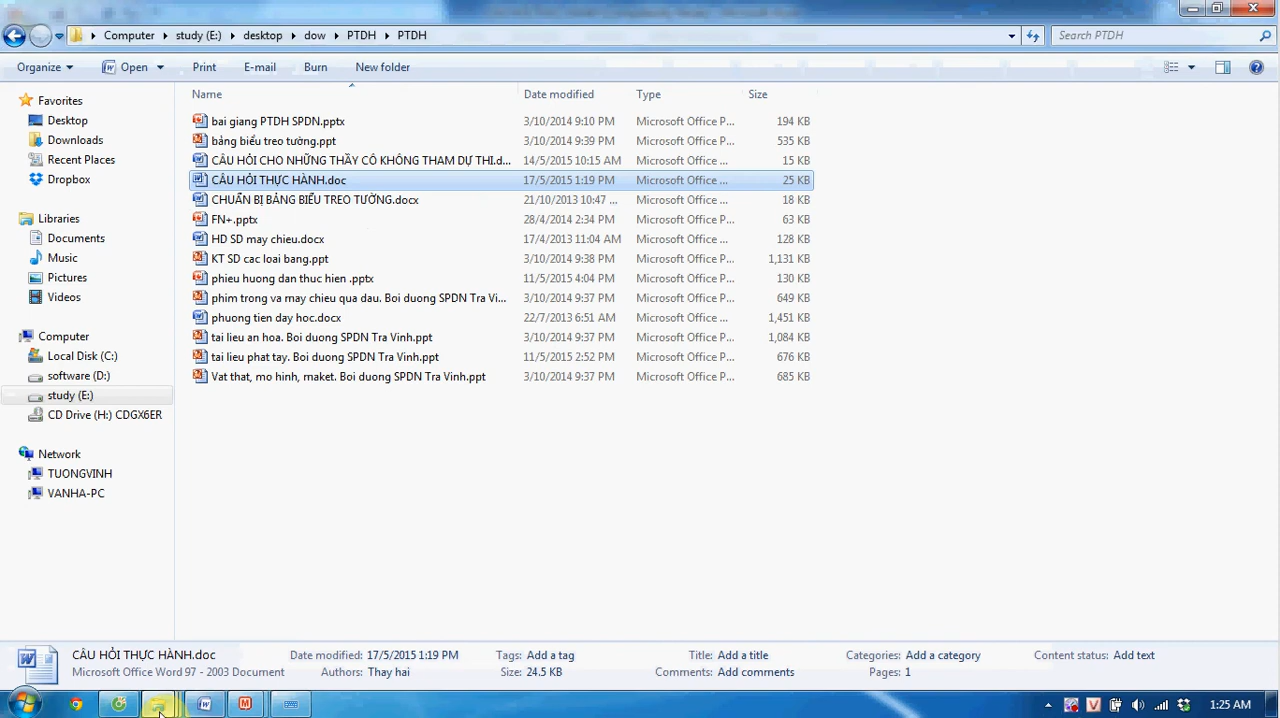 Computer study (E:) desktop dow PTDH PTDH Search PTDH
Organize Open Print E-mail Burn New folder
Name Date modified Type Size
Favorites
Desktop
Downloads
Recent Places
Dropbox
Libraries
Documents
Music
Pictures
Videos
Computer
Local Disk (C:)
software (D:)
study (E:)
CD Drive (H:) CDGX6ER
Network
TUONGVINH
VANHA-PC
bai giang PTDH SPDN.pptx 3/10/2014 9:10 PM Microsoft Office P... 194 KB
bảng biểu treo tường.ppt 3/10/2014 9:39 PM Microsoft Office P... 535 KB
CÂU HỎI CHO NHỮNG THẦY CÔ KHÔNG THAM DỰ THI.d... 14/5/2015 10:15 AM Microsoft Office ... 15 KB
CÂU HỎI THỰC HÀNH.doc 17/5/2015 1:19 PM Microsoft Office ... 25 KB
CHUẨN BỊ BẢNG BIỂU TREO TƯỜNG.docx 21/10/2013 10:47 ... Microsoft Office ... 18 KB
FN+.pptx 28/4/2014 2:34 PM Microsoft Office P... 63 KB
HD SD may chieu.docx 17/4/2013 11:04 AM Microsoft Office ... 128 KB
KT SD cac loai bang.ppt 3/10/2014 9:38 PM Microsoft Office P... 1,131 KB
phieu huong dan thuc hien .pptx 11/5/2015 4:04 PM Microsoft Office P... 130 KB
phim trong va may chieu qua dau. Boi duong SPDN Tra Vi... 3/10/2014 9:37 PM Microsoft Office P... 649 KB
phuong tien day hoc.docx 22/7/2013 6:51 AM Microsoft Office ... 1,451 KB
tai lieu an hoa. Boi duong SPDN Tra Vinh.ppt 3/10/2014 9:37 PM Microsoft Office P... 1,084 KB
tai lieu phat tay. Boi duong SPDN Tra Vinh.ppt 11/5/2015 2:52 PM Microsoft Office P... 676 KB
Vat that, mo hinh, maket. Boi duong SPDN Tra Vinh.ppt 3/10/2014 9:37 PM Microsoft Office P... 685 KB
CÂU HỎI THỰC HÀNH.doc Date modified: 17/5/2015 1:19 PM Tags: Add a tag Title: Add a title Categories: Add a category Content status: Add text
Microsoft Office Word 97 - 2003 Document Authors: Thay hai Size: 24.5 KB Comments: Add comments Pages: 1
1:25 AM